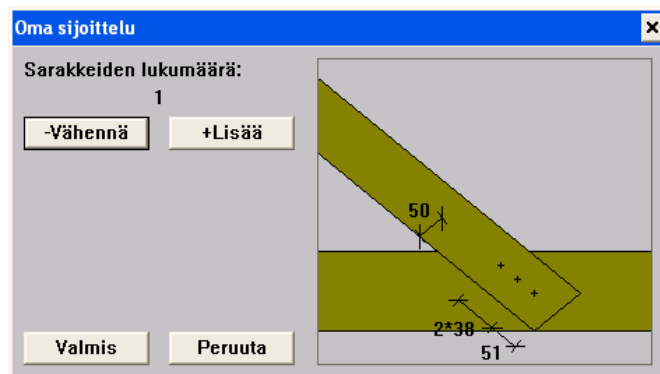 Oma sijoittelu
Sarakkeiden lukumäärä:
1
-Vähennä
+Lisää
50
2*38
51
Valmis
Peruuta